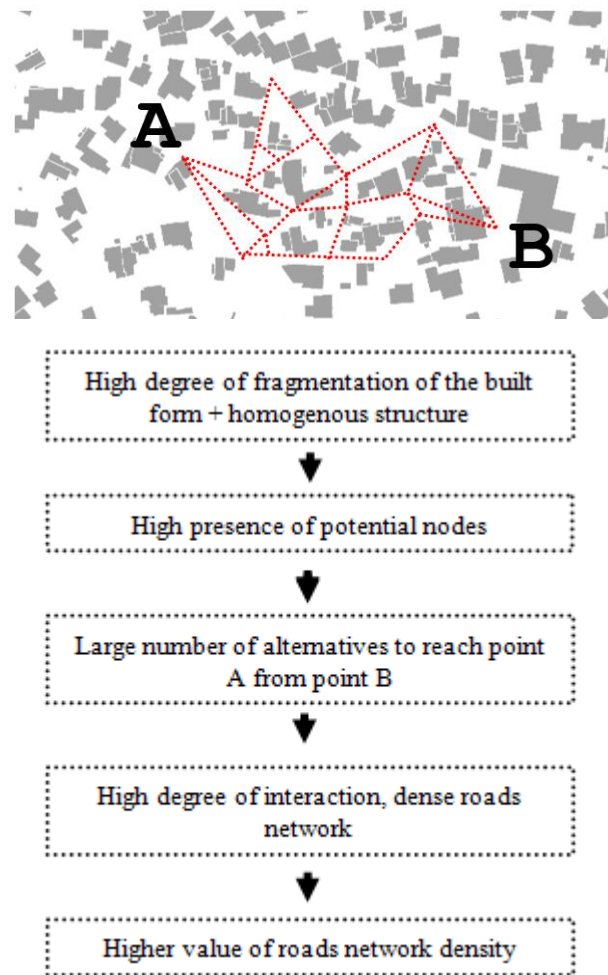 A
B
High degree of fragmentation of the built
form + homogenous structure
High presence of potential nodes
Large number of alternatives to reach point
A from point B
High degree of interaction, dense roads
network
Higher value of roads network density